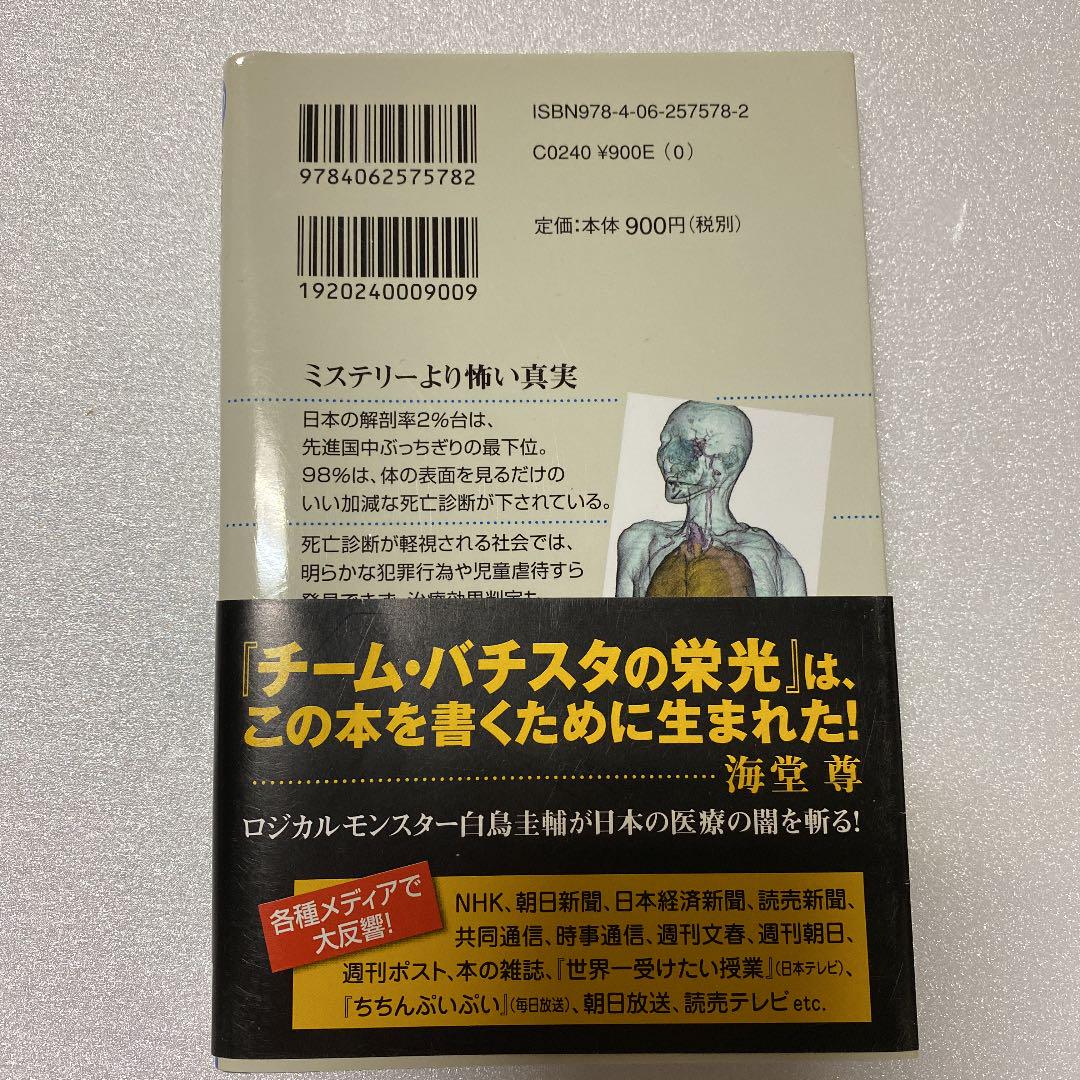 ISBN978-4-06-257578-2
C0240 ¥900E (0)
9784062575782
定価:本体 900円(税別)
1920240009009
ミステリーより怖い真実
日本の解剖率2%台は、
先進国中ぶっちぎりの最下位。
98%は、体の表面を見るだけの
いい加減な死亡診断が下されている。
死亡診断が軽視される社会では、
明らかな犯罪行為や児童虐待すら
『チーム・バチスタの栄光』は、
この本を書くために生まれた!
海堂 尊
ロジカルモンスター白鳥圭輔が日本の医療の闇を斬る!
各種メディアで
大反響!
NHK、朝日新聞、日本経済新聞、読売新聞、
共同通信、時事通信、週刊文春、週刊朝日、
週刊ポスト、本の雑誌、『世界一受けたい授業』(日本テレビ)、
『ちちんぷいぷい』(毎日放送)、朝日放送、読売テレビ etc.